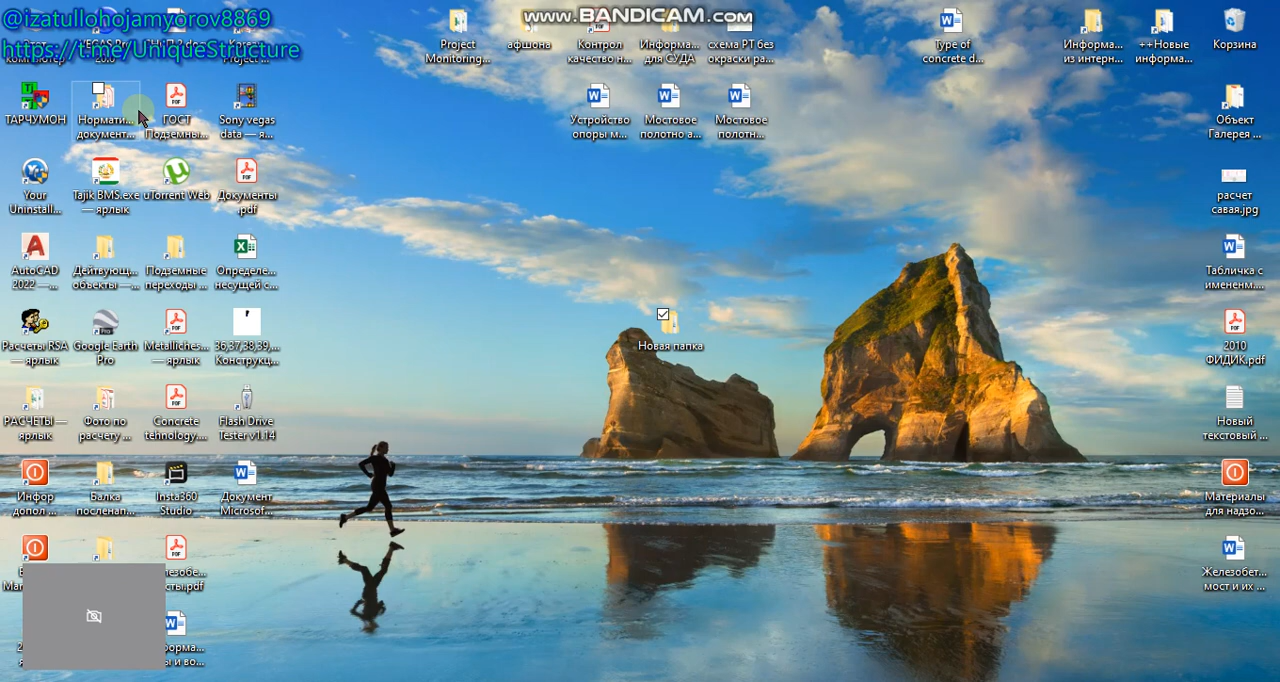 @izatullohojamyorov8869
https://t.me/UniqueStructure
www.BANDICAM.com
компьютер
Project
Monitoring...
афшона
Контрол
качество н...
Информа...
для СУДА
схема РТ без
окраски ра...
Type of
concrete d...
Информа...
из интерн...
++Новые
информа...
Корзина
ТАРЧУМОН
Нормати...
документ...
ГОСТ
Подземны...
Sony vegas
data — я...
Устройство
опоры м...
Мостовое
полотно а...
Мостовое
полотн...
Объект
Галерея ...
Your
Uninstall...
Tajik BMS.exe
— ярлык
uTorrent Web
Документы
.pdf
расчет
савая.jpg
AutoCAD
2022 —...
Действующ...
объекты —...
Подземные
переходы ...
Определе...
несущей с...
Табличка с
имененм....
Расчеты RSA
— ярлык
Google Earth
Pro
Metalliches...
— ярлык
36,37,38,39,...
Конструкц...
Новая папка
2010
ФИДИК.pdf
РАСЧЕТЫ —
ярлык
Фото по
расчету ...
Concrete
tehnology....
Flash Drive
Tester v1.14
Новый
текстовый ...
Инфор
допол ...
Балка
посленап...
Insta360
Studio
Документ
Microsof...
Материалы
для надзо...
Железобет...
мост и их ...